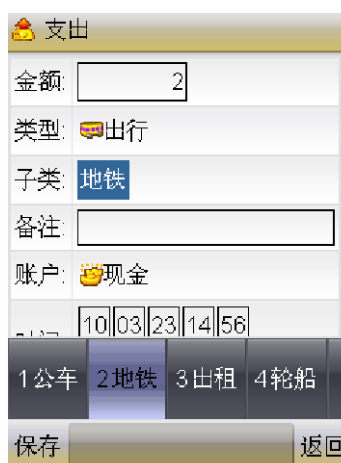 支出
金额: 2
类型: 出行
子类: 地铁
备注:
账户: 现金
10 03 23 14 56
1公车 2地铁 3出租 4轮船
保存 返回